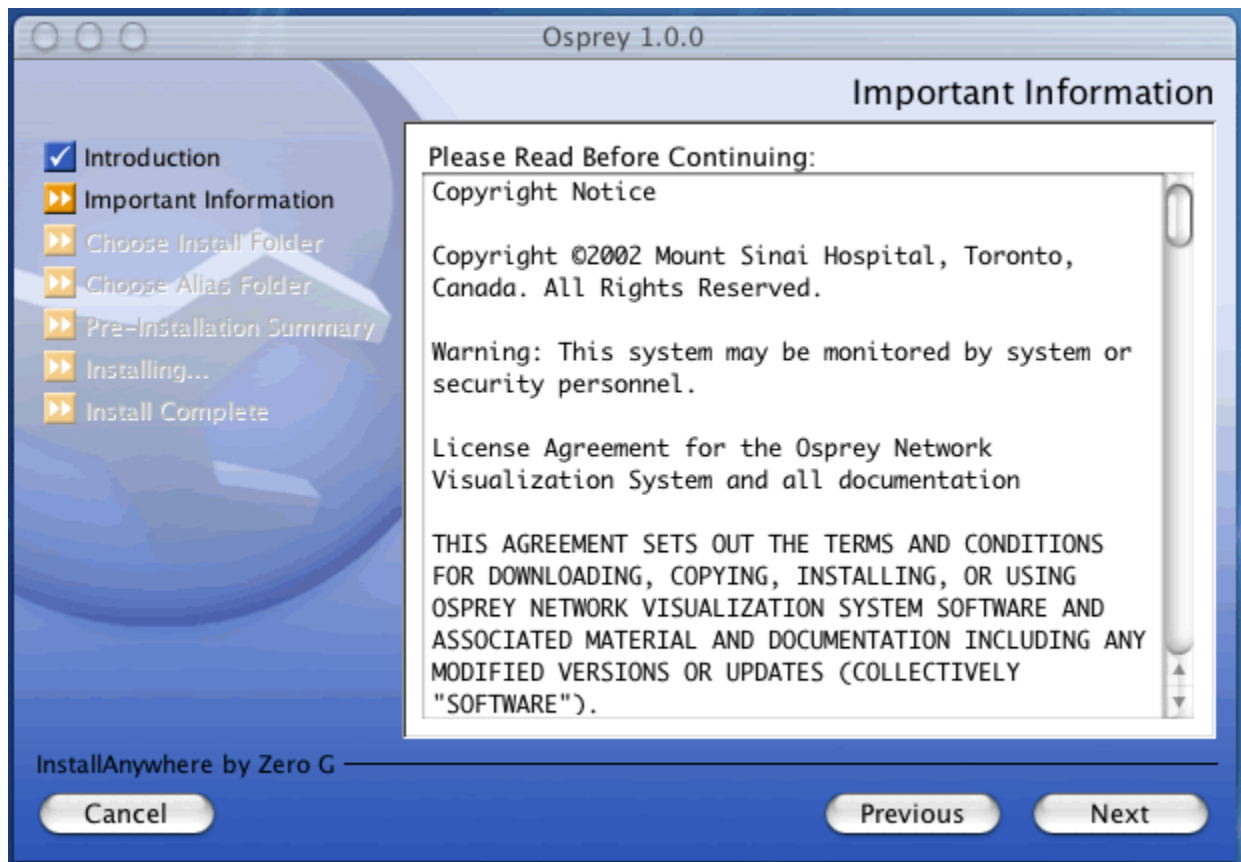 Osprey 1.0.0
Important Information
Introduction
Important Information
Choose Install Folder
Choose Alias Folder
Pre-Installation Summary
Installing...
Install Complete
Please Read Before Continuing:
Copyright Notice
Copyright ©2002 Mount Sinai Hospital, Toronto,
Canada. All Rights Reserved.
Warning: This system may be monitored by system or
security personnel.
License Agreement for the Osprey Network
Visualization System and all documentation
THIS AGREEMENT SETS OUT THE TERMS AND CONDITIONS
FOR DOWNLOADING, COPYING, INSTALLING, OR USING
OSPREY NETWORK VISUALIZATION SYSTEM SOFTWARE AND
ASSOCIATED MATERIAL AND DOCUMENTATION INCLUDING ANY
MODIFIED VERSIONS OR UPDATES (COLLECTIVELY
"SOFTWARE").
InstallAnywhere by Zero G
Cancel
Previous
Next